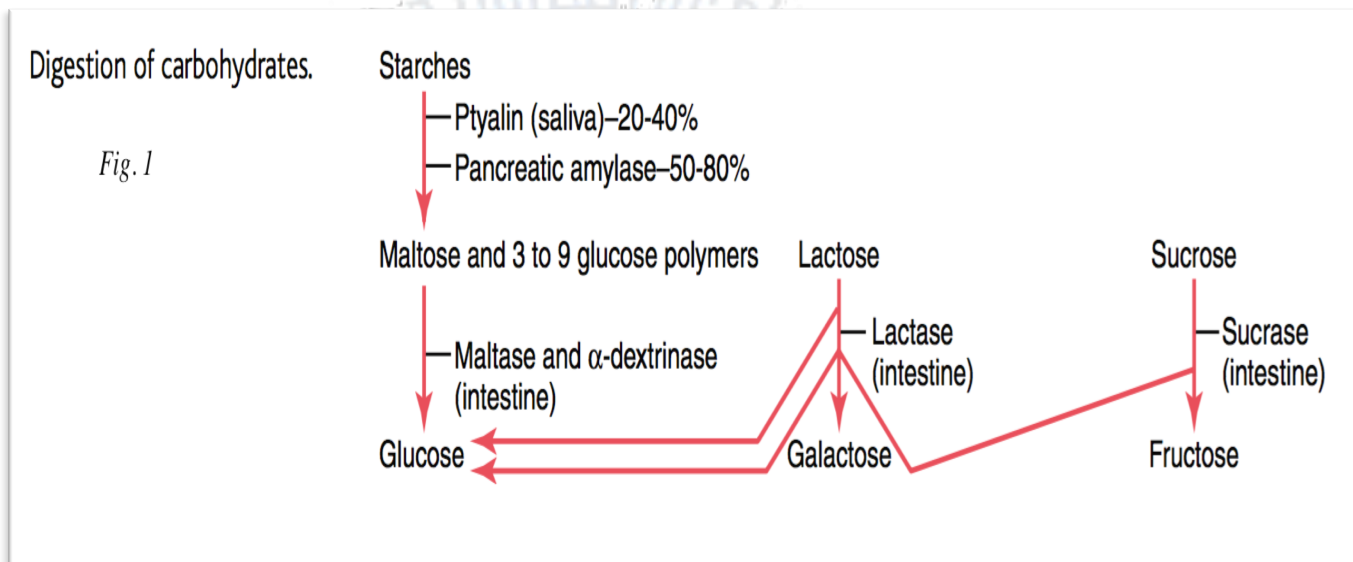 Digestion of carbohydrates.
Fig. 1
Starches
Ptyalin (saliva)–20-40%
Pancreatic amylase–50-80%
Maltose and 3 to 9 glucose polymers
Lactose
Sucrose
Maltase and α-dextrinase
(intestine)
Lactase
(intestine)
Sucrase
(intestine)
Glucose
Galactose
Fructose